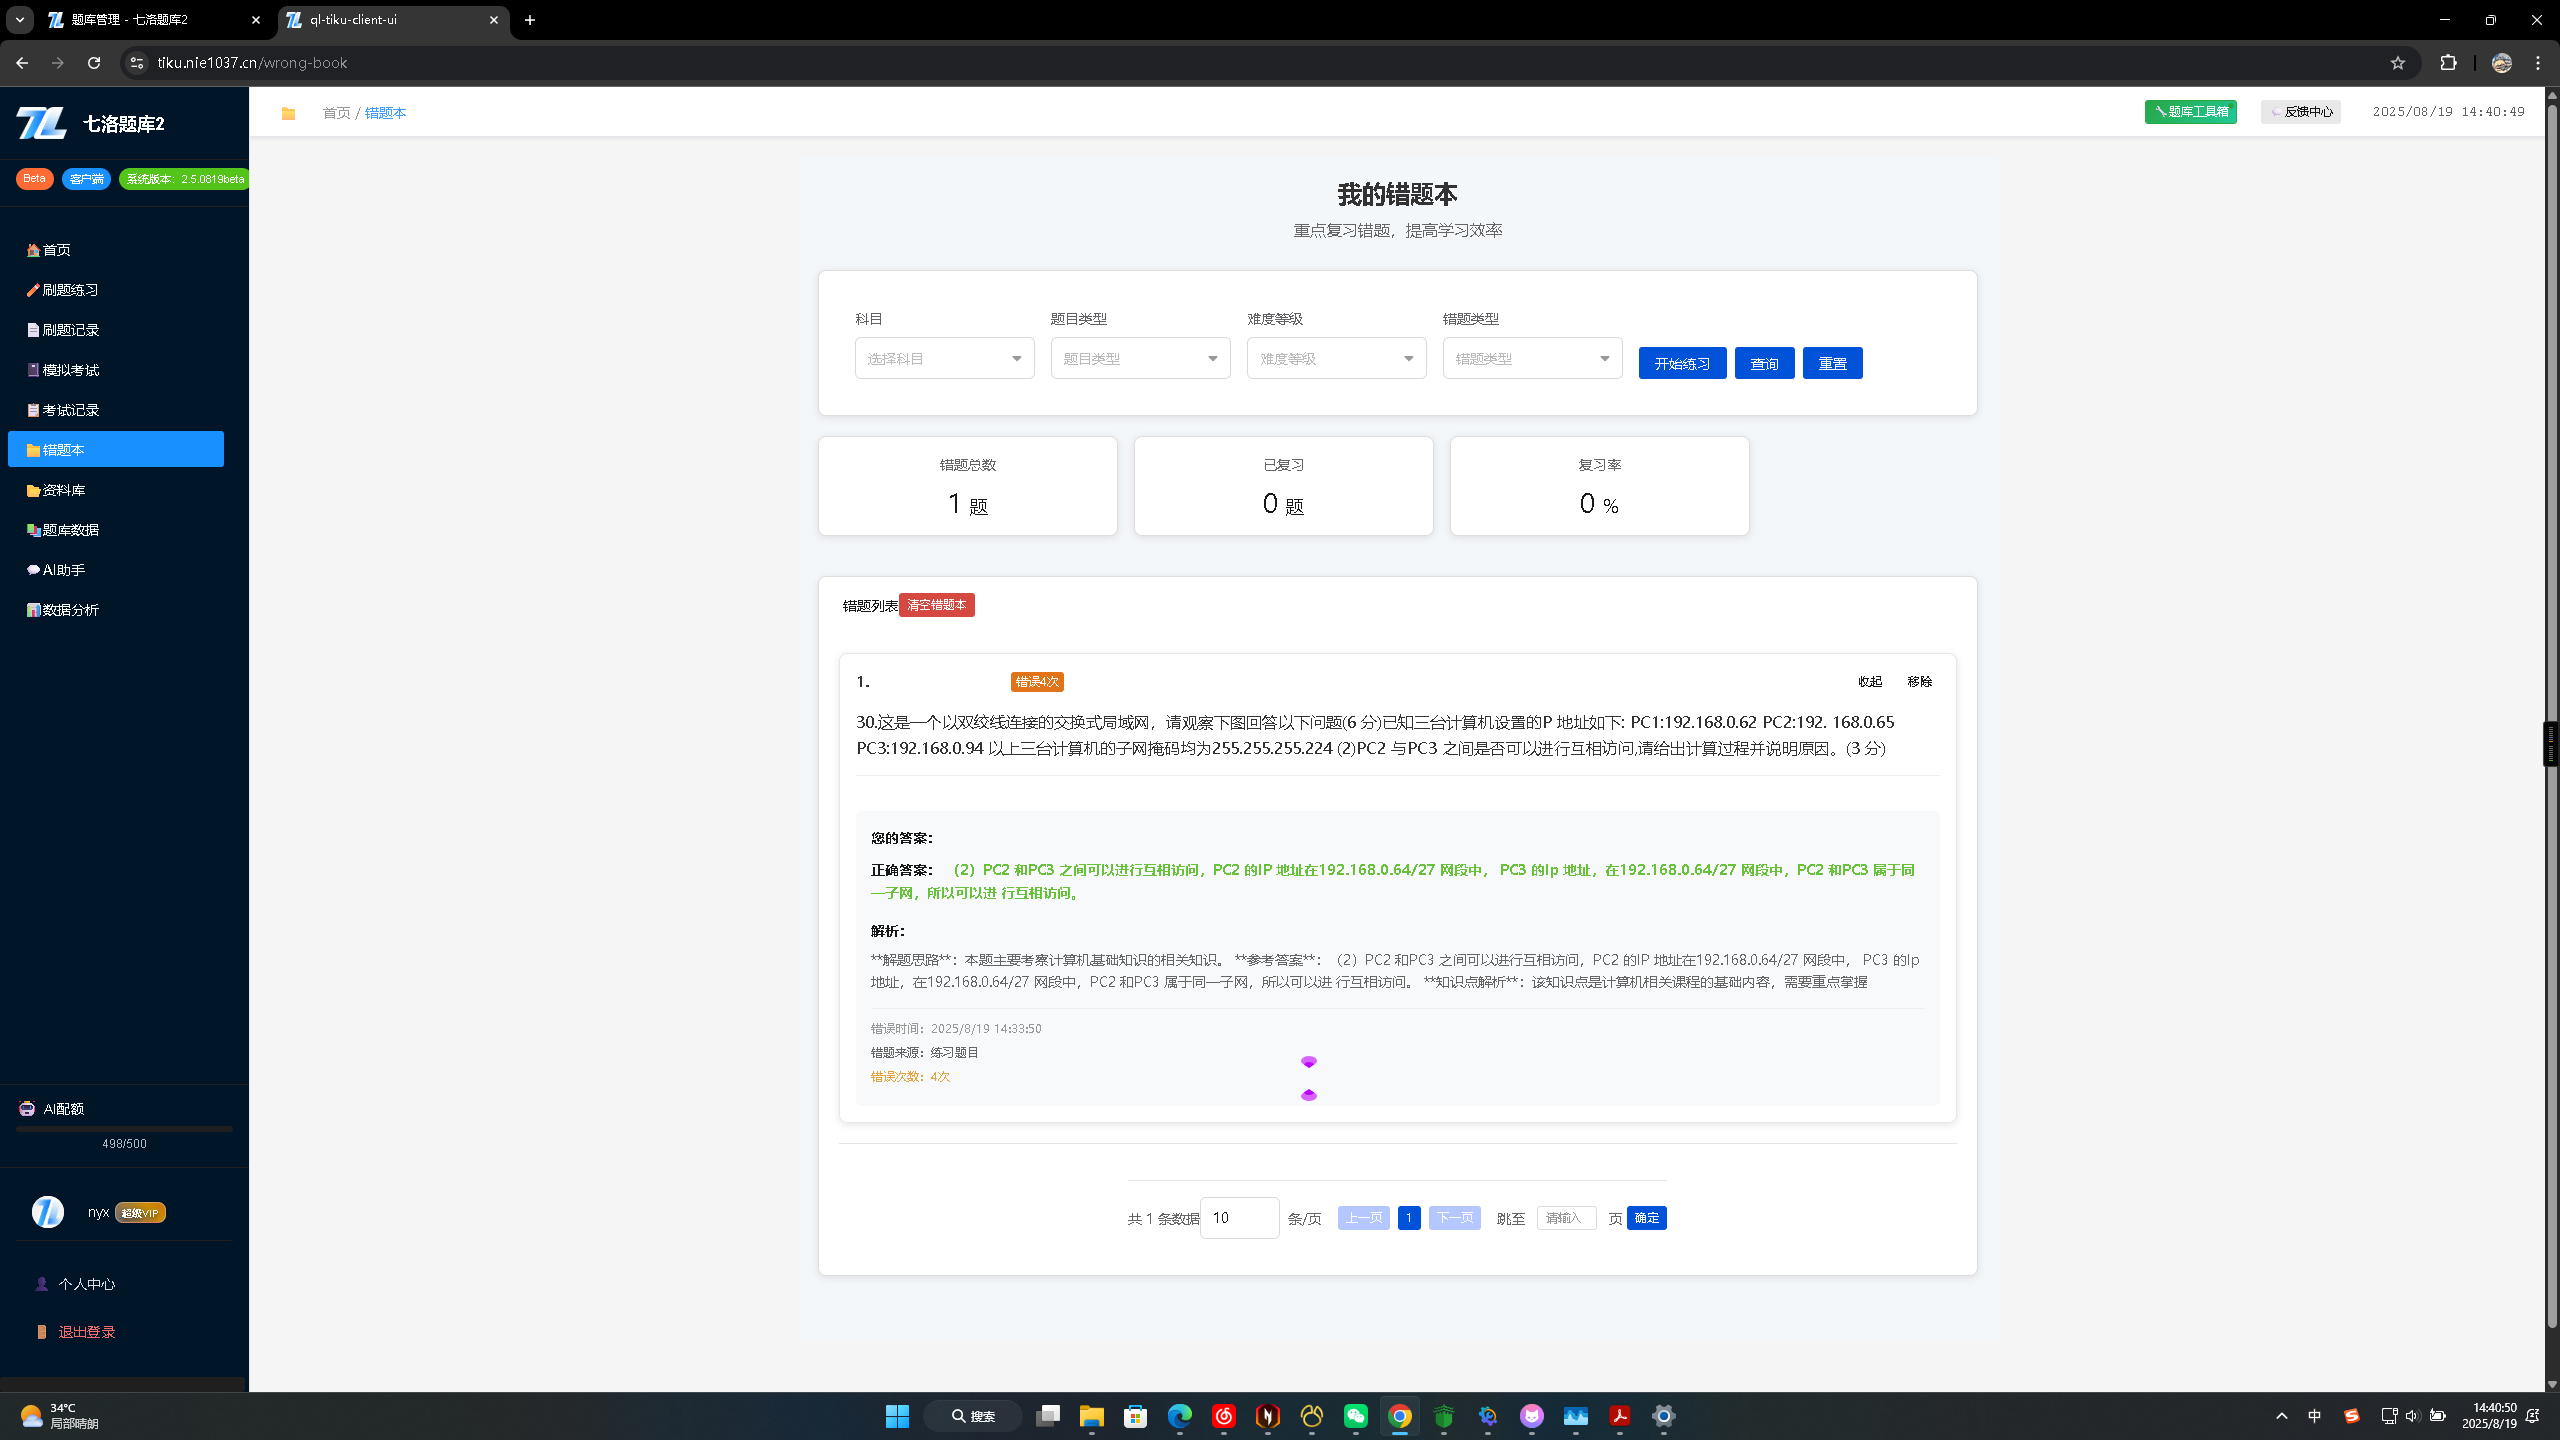 题库管理 - 七洛题库2
ql-tiku-client-ui
tiku.nie1037.cn/wrong-book
七洛题库2
首页 / 错题本
题库工具箱
反馈中心
2025/08/19 14:40:49
Beta
客户端
系统版本: 2.5.0819beta
首页
刷题练习
刷题记录
模拟考试
考试记录
错题本
资料库
题库数据
AI助手
数据分析
AI配额
498/500
nyx
超级VIP
个人中心
退出登录
我的错题本
重点复习错题，提高学习效率
科目
题目类型
难度等级
错题类型
选择科目
题目类型
难度等级
错题类型
开始练习
查询
重置
错题总数
1 题
已复习
0 题
复习率
0 %
错题列表
清空错题本
1.
错误4次
收起
移除
30.这是一个以双绞线连接的交换式局域网，请观察下图回答以下问题(6 分)已知三台计算机设置的P 地址如下: PC1:192.168.0.62 PC2:192. 168.0.65
PC3:192.168.0.94 以上三台计算机的子网掩码均为255.255.255.224 (2)PC2 与PC3 之间是否可以进行互相访问,请给出计算过程并说明原因。(3 分)
您的答案：
正确答案： （2）PC2 和PC3 之间可以进行互相访问，PC2 的IP 地址在192.168.0.64/27 网段中， PC3 的Ip 地址，在192.168.0.64/27 网段中，PC2 和PC3 属于同
一子网，所以可以进 行互相访问。
解析：
**解题思路**：本题主要考察计算机基础知识的相关知识。 **参考答案**：（2）PC2 和PC3 之间可以进行互相访问，PC2 的IP 地址在192.168.0.64/27 网段中， PC3 的Ip
地址，在192.168.0.64/27 网段中，PC2 和PC3 属于同一子网，所以可以进 行互相访问。 **知识点解析**：该知识点是计算机相关课程的基础内容，需要重点掌握
错误时间：2025/8/19 14:33:50
错题来源：练习题目
错误次数：4次
共 1 条数据
10
条/页
上一页
1
下一页
跳至
请输入
页
确定
34°C
局部晴朗
搜索
中
14:40:50
2025/8/19